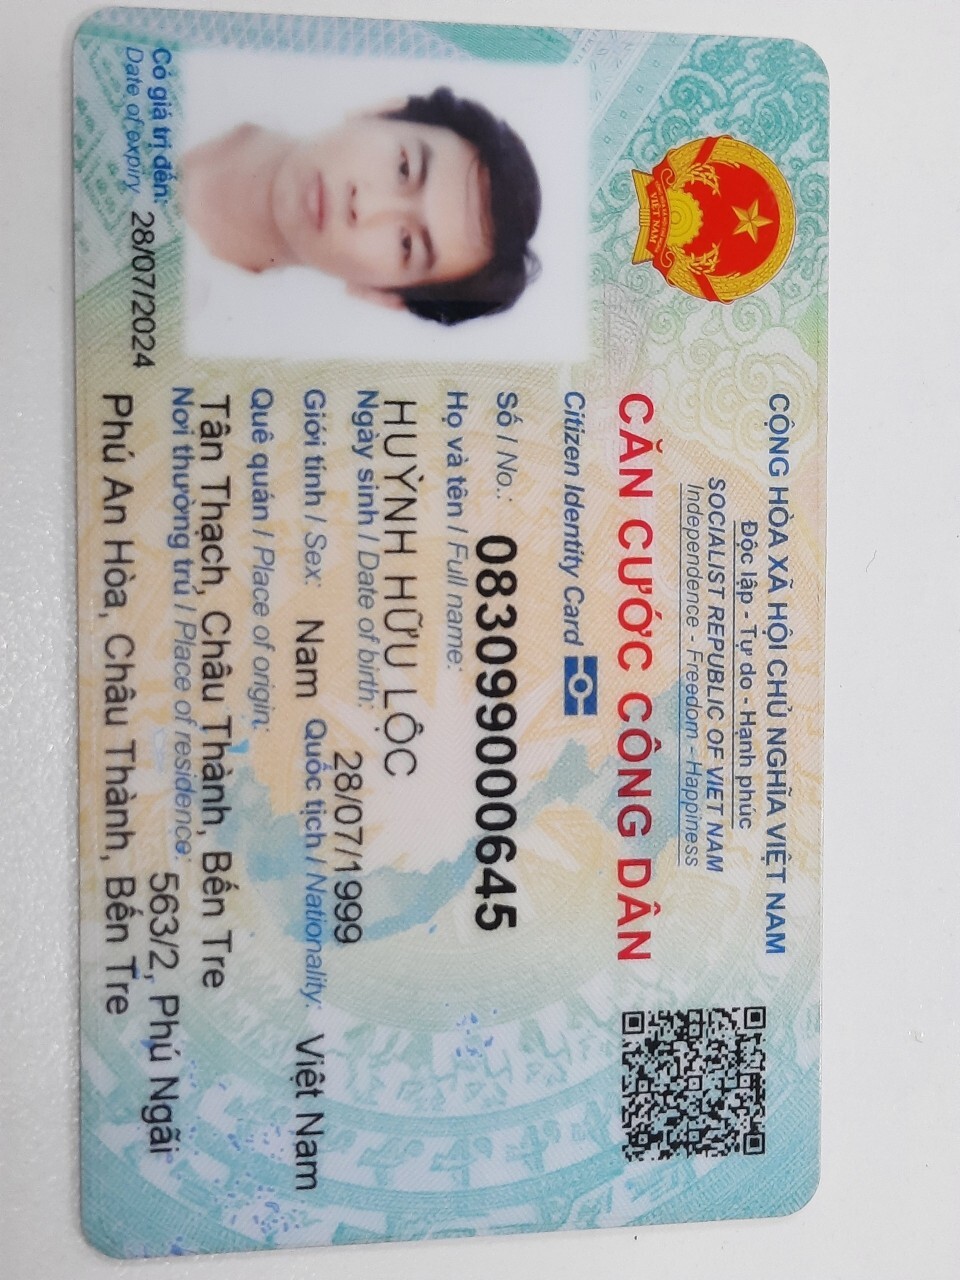 CỘNG HÒA XÃ HỘI CHỦ NGHĨA VIỆT NAM
Độc lập - Tự do - Hạnh phúc
SOCIALIST REPUBLIC OF VIET NAM
Independence - Freedom - Happiness
CĂN CƯỚC CÔNG DÂN
Citizen Identity Card
Số / No.: 083099000645
Họ và tên / Full name:
HUỲNH HỮU LỘC
Ngày sinh / Date of birth: 28/07/1999
Giới tính / Sex: Nam Quốc tịch / Nationality: Việt Nam
Quê quán / Place of origin:
Tân Thạch, Châu Thành, Bến Tre
Nơi thường trú / Place of residence: 563/2, Phú Ngãi
Phú An Hòa, Châu Thành, Bến Tre
Có giá trị đến: 28/07/2024
Date of expiry
VIỆT NAM